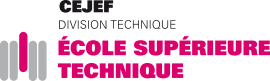 CEJEF
DIVISION TECHNIQUE
ÉCOLE SUPÉRIEURE
TECHNIQUE